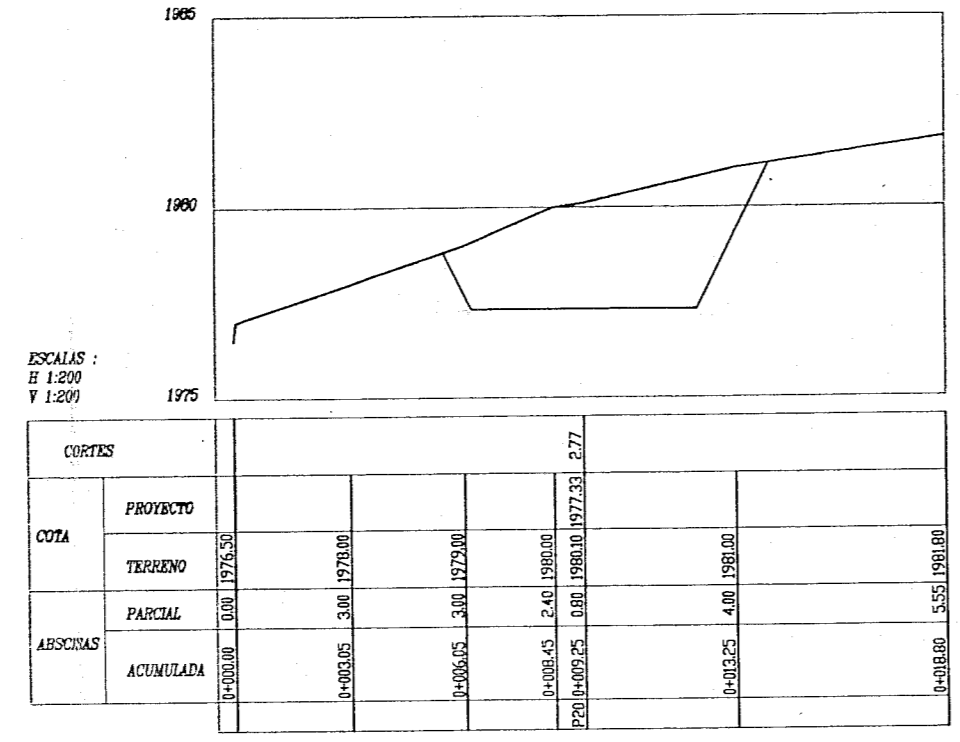 1985
1980
ESCALAS :
H 1:200
V 1:200
1975
CORTES
2.77
COTA
PROYECTO
1977.33
TERRENO
1976.50
1978.00
1979.00
1980.00
1980.10
1981.00
1981.80
ABSCISAS
PARCIAL
0.00
3.00
3.00
2.40
0.80
4.00
5.55
ACUMULADA
0+000.00
0+003.05
0+006.05
0+008.45
0+009.25
0+013.25
0+018.80
P20